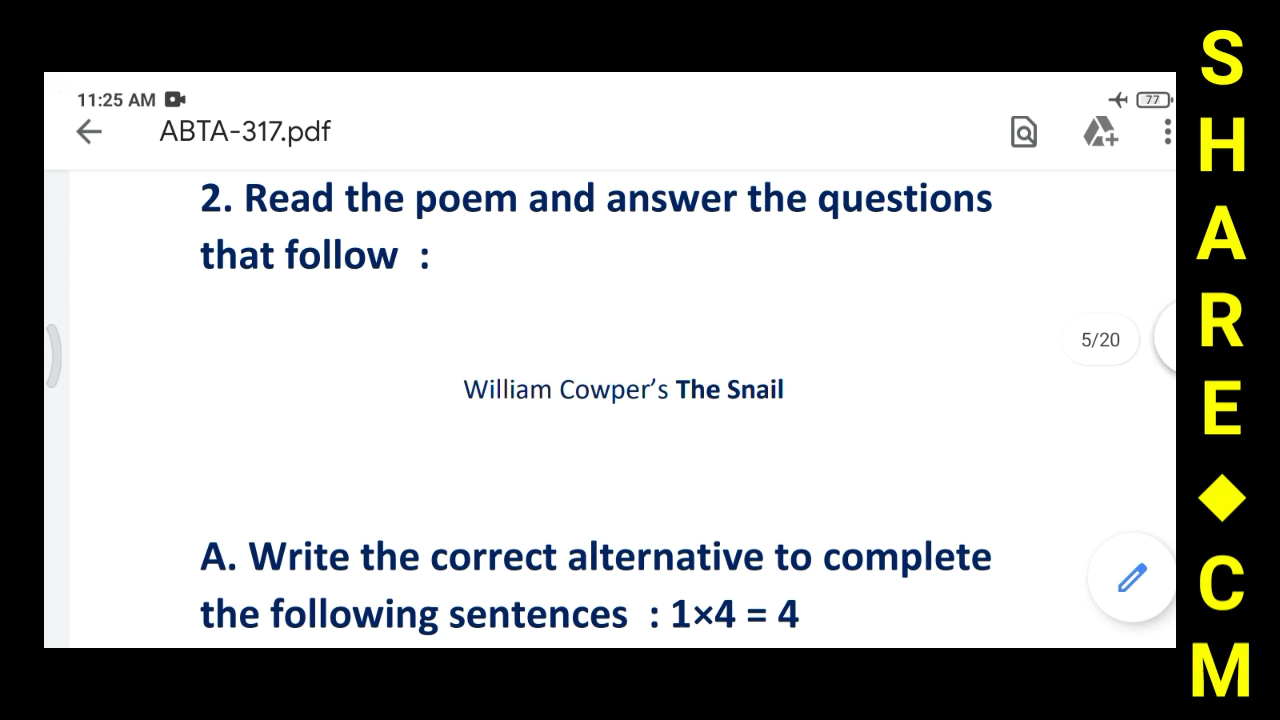 11:25 AM
77
ABTA-317.pdf
2. Read the poem and answer the questions
that follow :
5/20
William Cowper’s The Snail
A. Write the correct alternative to complete
the following sentences : 1×4 = 4
S
H
A
R
E
◆
C
M